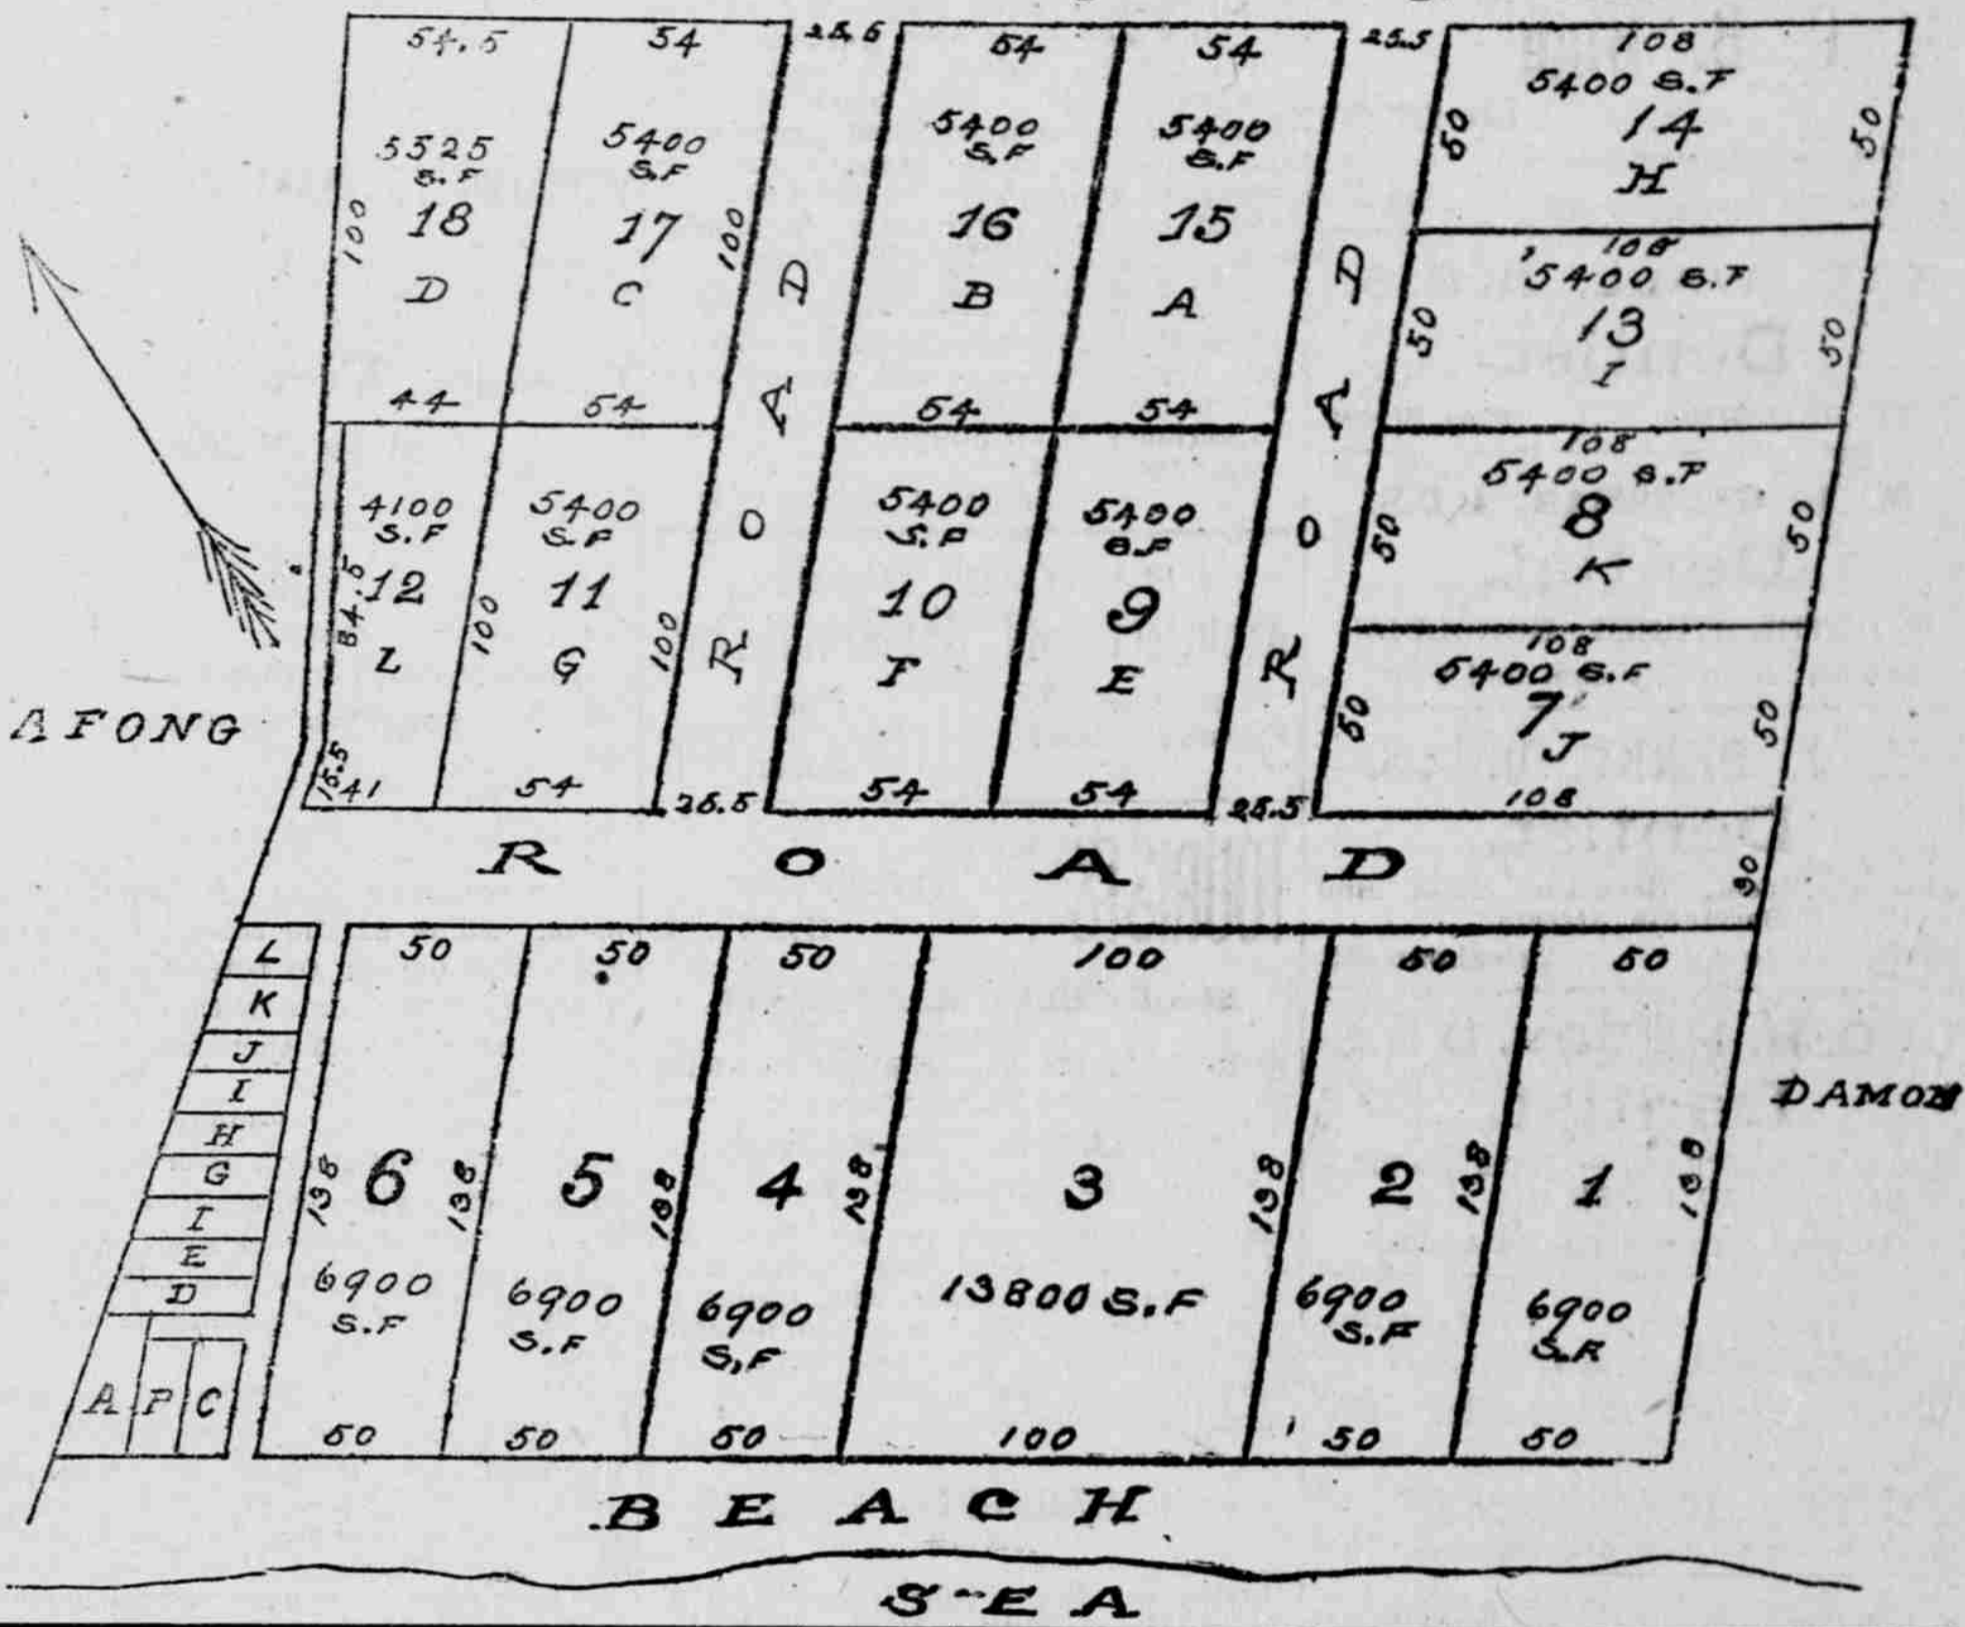 54.5 54 25.5 54 54 25.5 108
5400 S.F
14
H
50 50
5525
S.F
18
D
100
5400
S.F
17
C
100
5400
S.F
16
B
5400
S.F
15
A
108
5400 S.F
13
I
50 50
44 54 54 54
ROAD
ROAD
108
5400 S.F
8
K
50 50
4100
S.F
12
L
84.5
15.5
41
5400
S.F
11
G
100 100
54
25.5
5400
S.F
10
F
54
5400
S.F
9
E
54
25.5
108
5400 S.F
7
J
50 50
108
AFONG
ROAD
30
L
K
J
I
H
G
I
E
D
A P C
50 50 50 100 50 50
138 6 138 5 138 4 138 3 138 2 138 1 138
6900
S.F
6900
S.F
6900
S,F
13800 S.F
6900
S.F
6900
S.F
50 50 50 100 50 50
DAMON
BEACH
SEA